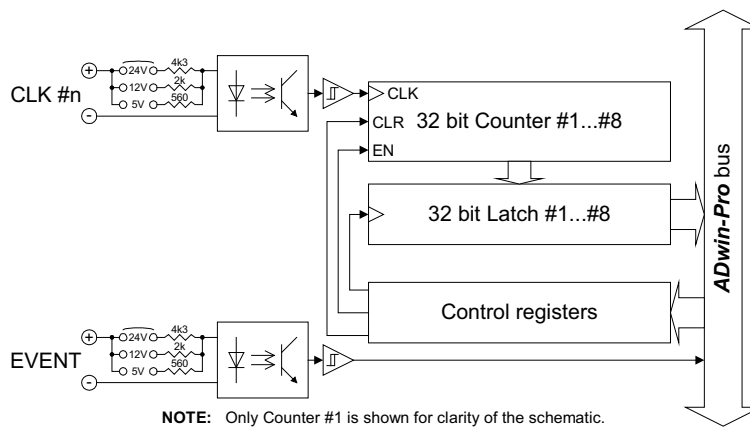 CLK #n
+
24V 4k3
12V 2k
5V 560
-
CLK
CLR
EN
32 bit Counter #1...#8
32 bit Latch #1...#8
Control registers
ADwin-Pro bus
EVENT
+
24V 4k3
12V 2k
5V 560
-
NOTE: Only Counter #1 is shown for clarity of the schematic.